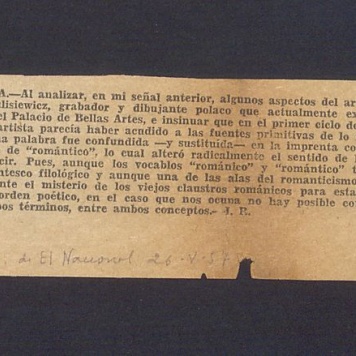 A.—Al analizar, en mi señal anterior, algunos aspectos del ar
lisiewicz, grabador y dibujante polaco que actualmente ex
el Palacio de Bellas Artes, e insinuar que en el primer ciclo de
artista parecía haber acudido a las fuentes primitivas de lo
a palabra fue confundida —y sustituida— en la imprenta co
de "romántico", lo cual alteró radicalmente el sentido de
cir. Pues, aunque los vocablos "románico" y "romántico" t
ntesco filológico y aunque una de las alas del romanticismo
nte el misterio de los viejos claustros románicos para esta
orden poético, en el caso que nos ocupa no hay posible con
bos términos, entre ambos conceptos.- J. R.
de El Nacional 26-V-57